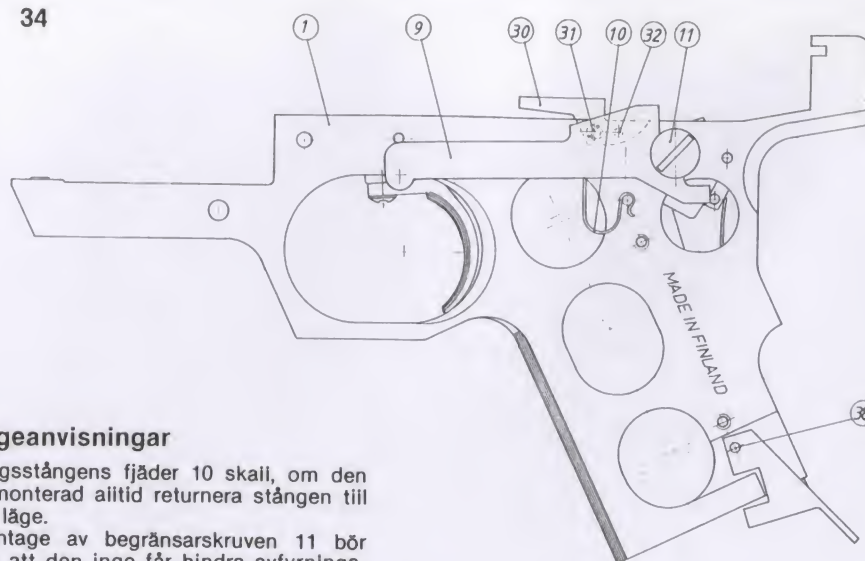 34
1 9 30 31 10 32 11
MADE IN FINLAND
geanvisningar
gsstångens fjäder 10 skall, om den
monterad alltid returnera stången till
läge.
ntage av begränsarskruven 11 bör
att den inge får hindra avfyrnings-